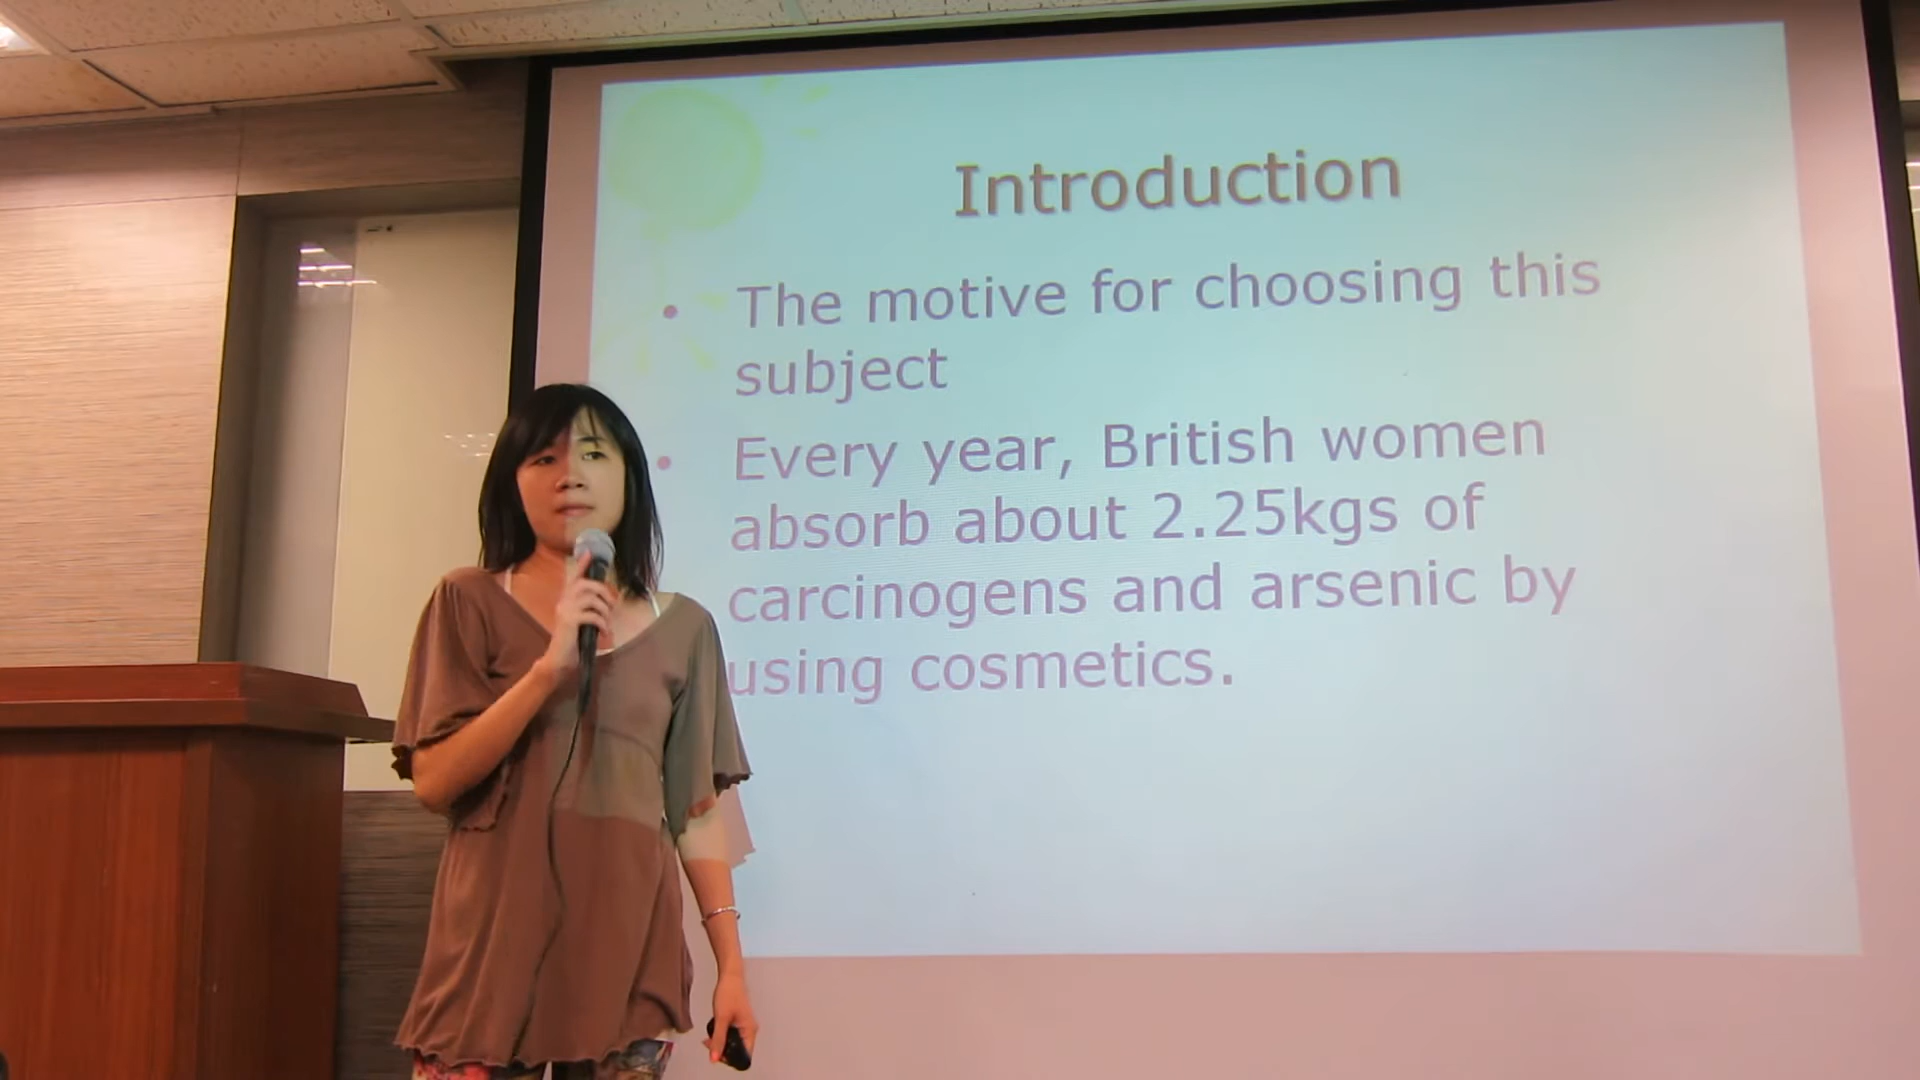 Introduction
• The motive for choosing this
subject
• Every year, British women
absorb about 2.25kgs of
carcinogens and arsenic by
using cosmetics.